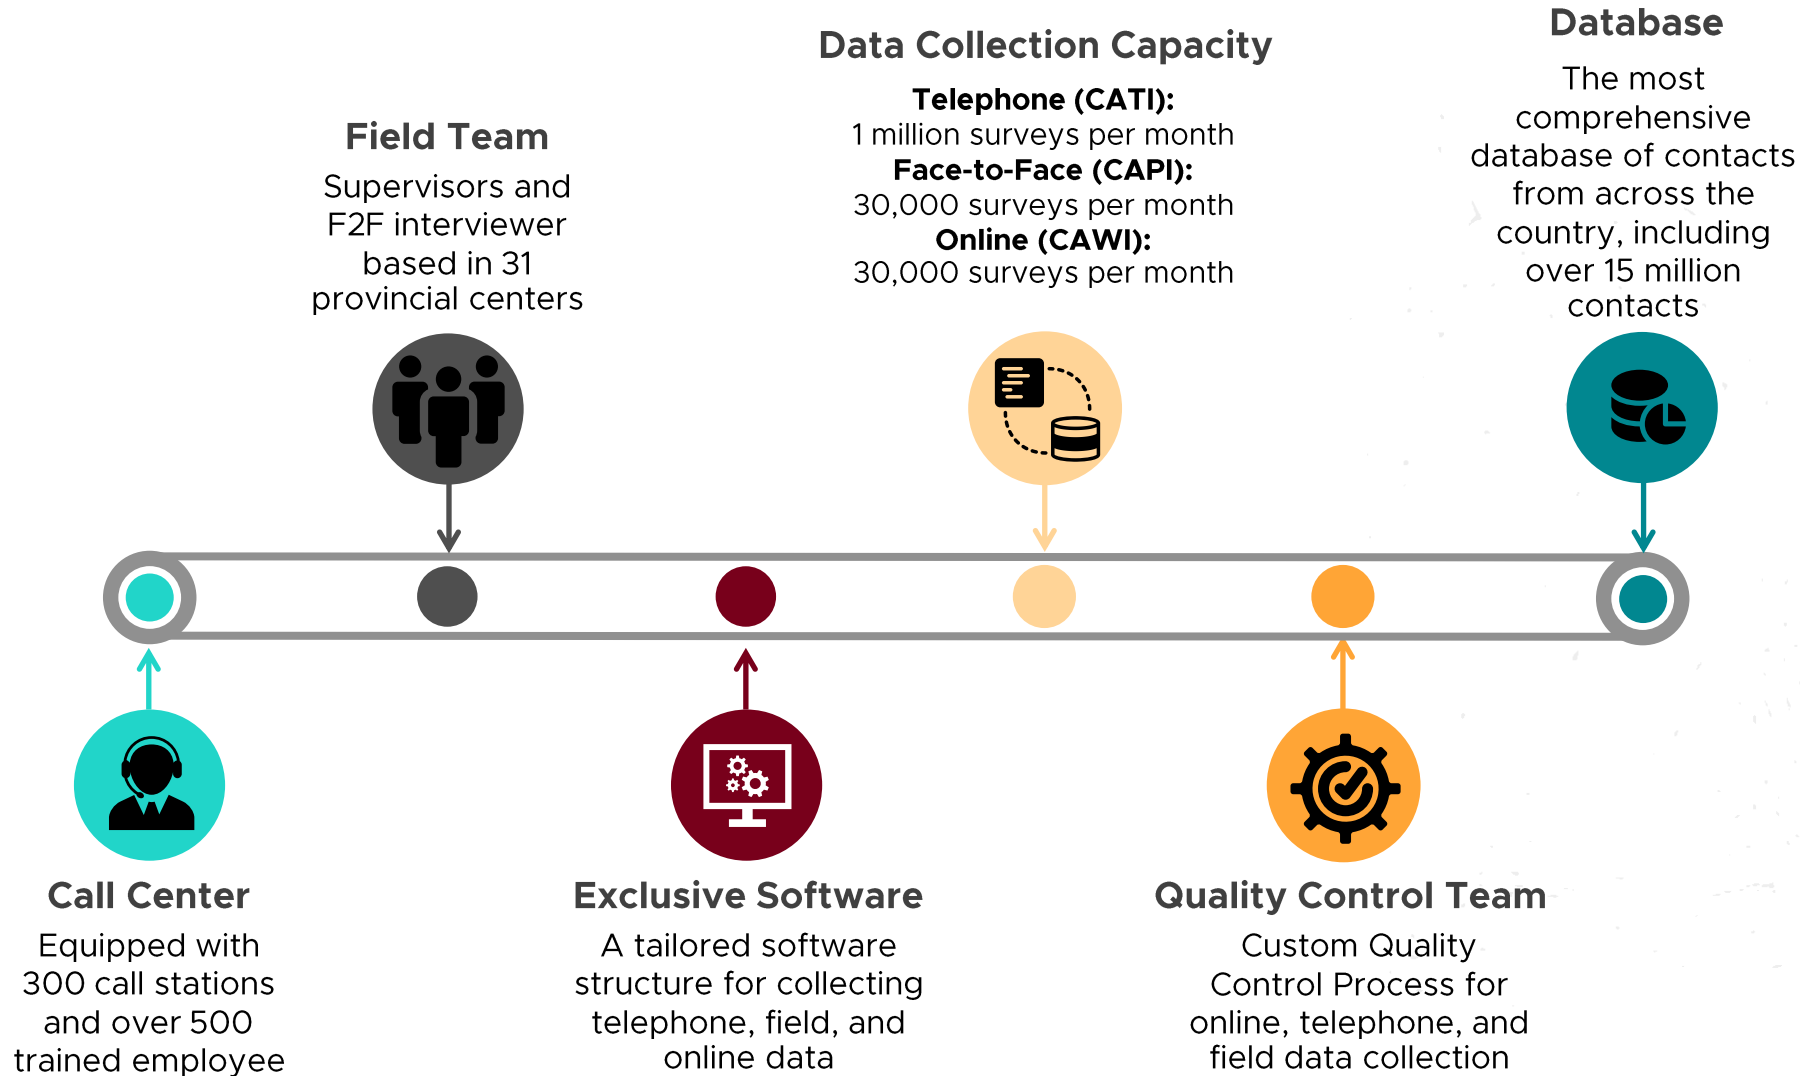 Call Center
Equipped with
300 call stations
and over 500
trained employee
Field Team
Supervisors and
F2F interviewer
based in 31
provincial centers
Exclusive Software
A tailored software
structure for collecting
telephone, field, and
online data
Data Collection Capacity
Telephone (CATI):
1 million surveys per month
Face-to-Face (CAPI):
30,000 surveys per month
Online (CAWI):
30,000 surveys per month
Quality Control Team
Custom Quality
Control Process for
online, telephone, and
field data collection
Database
The most
comprehensive
database of contacts
from across the
country, including
over 15 million
contacts